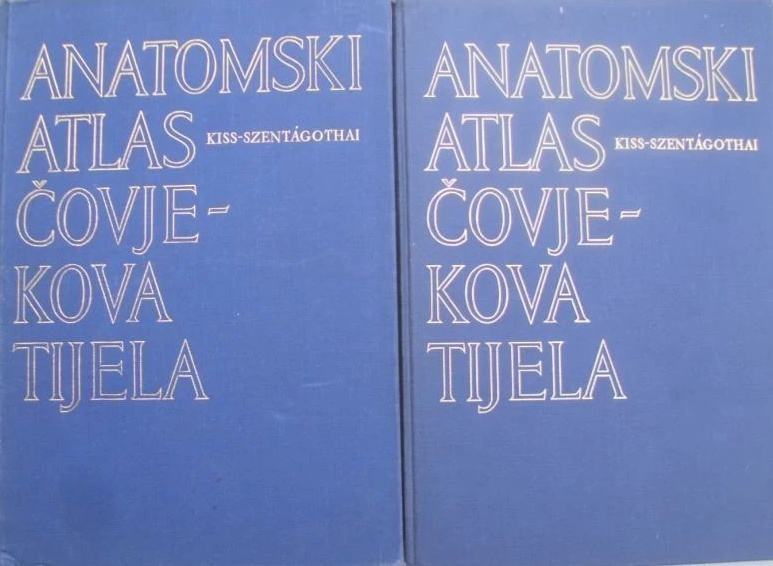 ANATOMSKI
ATLAS KISS-SZENTÁGOTHAI
ČOVJE-
KOVA
TIJELA
ANATOMSKI
ATLAS KISS-SZENTÁGOTHAI
ČOVJE-
KOVA
TIJELA